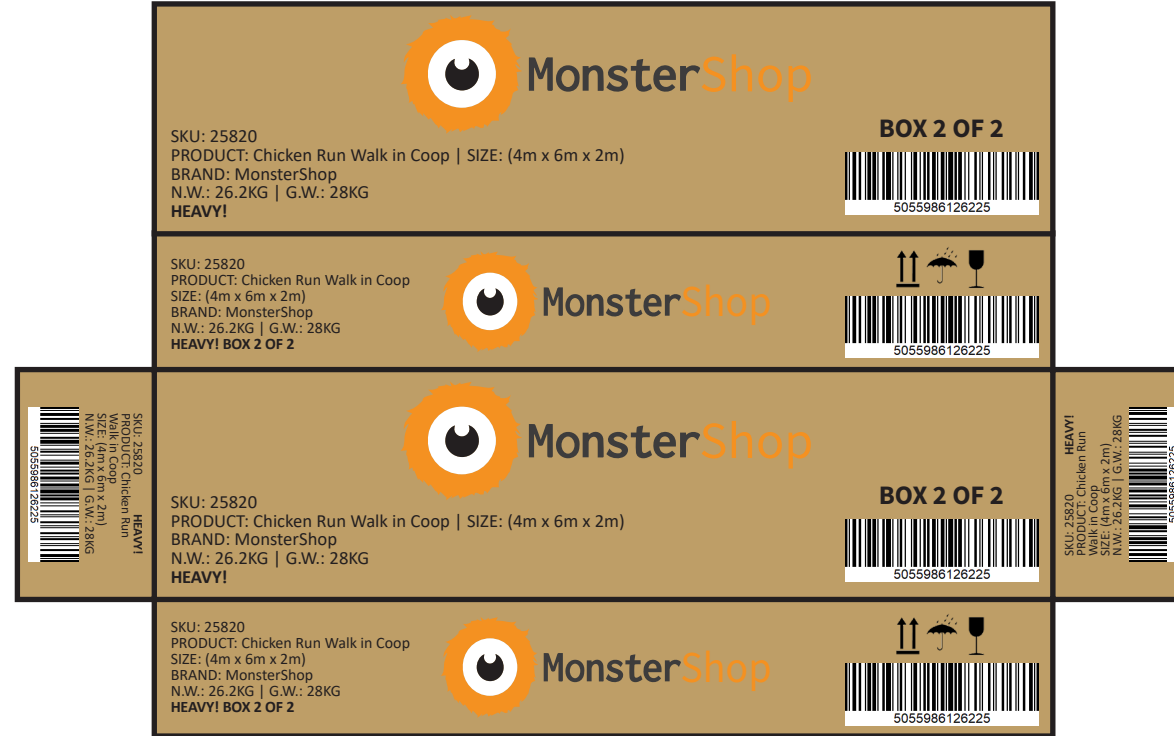 MonsterShop
SKU: 25820
PRODUCT: Chicken Run Walk in Coop | SIZE: (4m x 6m x 2m)
BRAND: MonsterShop
N.W.: 26.2KG | G.W.: 28KG
HEAVY!
BOX 2 OF 2
5055986126225
SKU: 25820
PRODUCT: Chicken Run Walk in Coop
SIZE: (4m x 6m x 2m)
BRAND: MonsterShop
N.W.: 26.2KG | G.W.: 28KG
HEAVY! BOX 2 OF 2
MonsterShop
5055986126225
SKU: 25820 HEAVY!
PRODUCT: Chicken Run
Walk in Coop
SIZE: (4m x 6m x 2m)
N.W.: 26.2KG | G.W.: 28KG
5055986126225
MonsterShop
SKU: 25820
PRODUCT: Chicken Run Walk in Coop | SIZE: (4m x 6m x 2m)
BRAND: MonsterShop
N.W.: 26.2KG | G.W.: 28KG
HEAVY!
BOX 2 OF 2
5055986126225
SKU: 25820 HEAVY!
PRODUCT: Chicken Run
Walk in Coop
SIZE: (4m x 6m x 2m)
N.W.: 26.2KG | G.W.: 28KG
5055986126225
SKU: 25820
PRODUCT: Chicken Run Walk in Coop
SIZE: (4m x 6m x 2m)
BRAND: MonsterShop
N.W.: 26.2KG | G.W.: 28KG
HEAVY! BOX 2 OF 2
MonsterShop
5055986126225